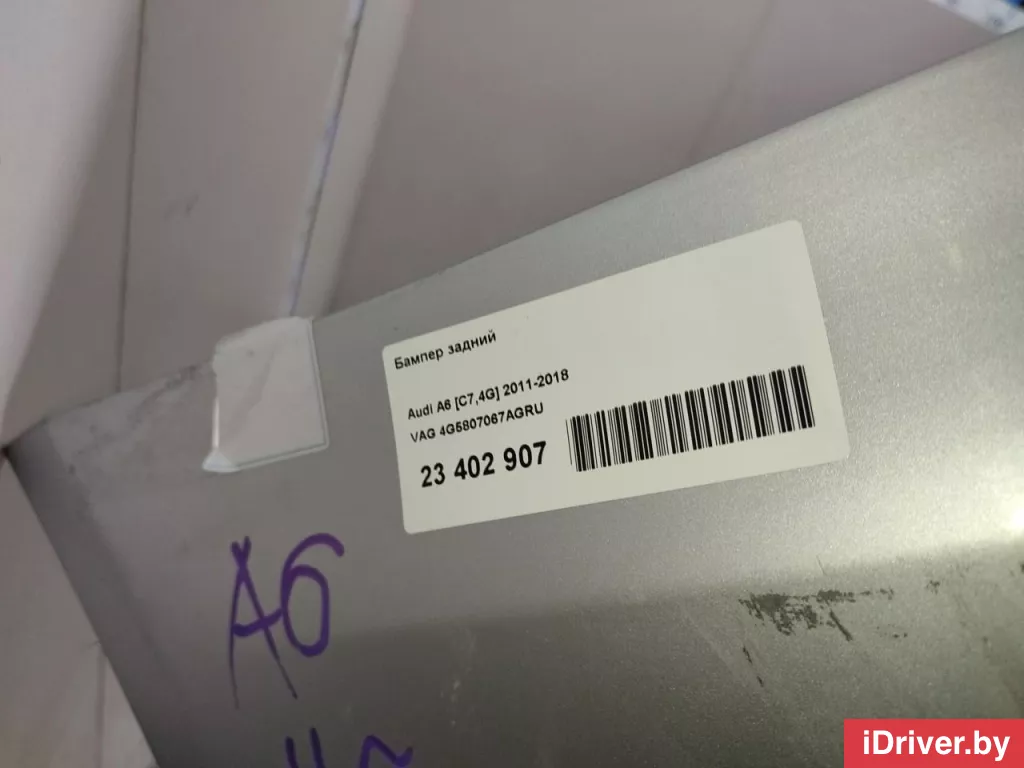 Бампер задний
Audi A6 [C7,4G] 2011-2018
VAG 4G5807067AGRU
23 402 907
A6
iDriver.by